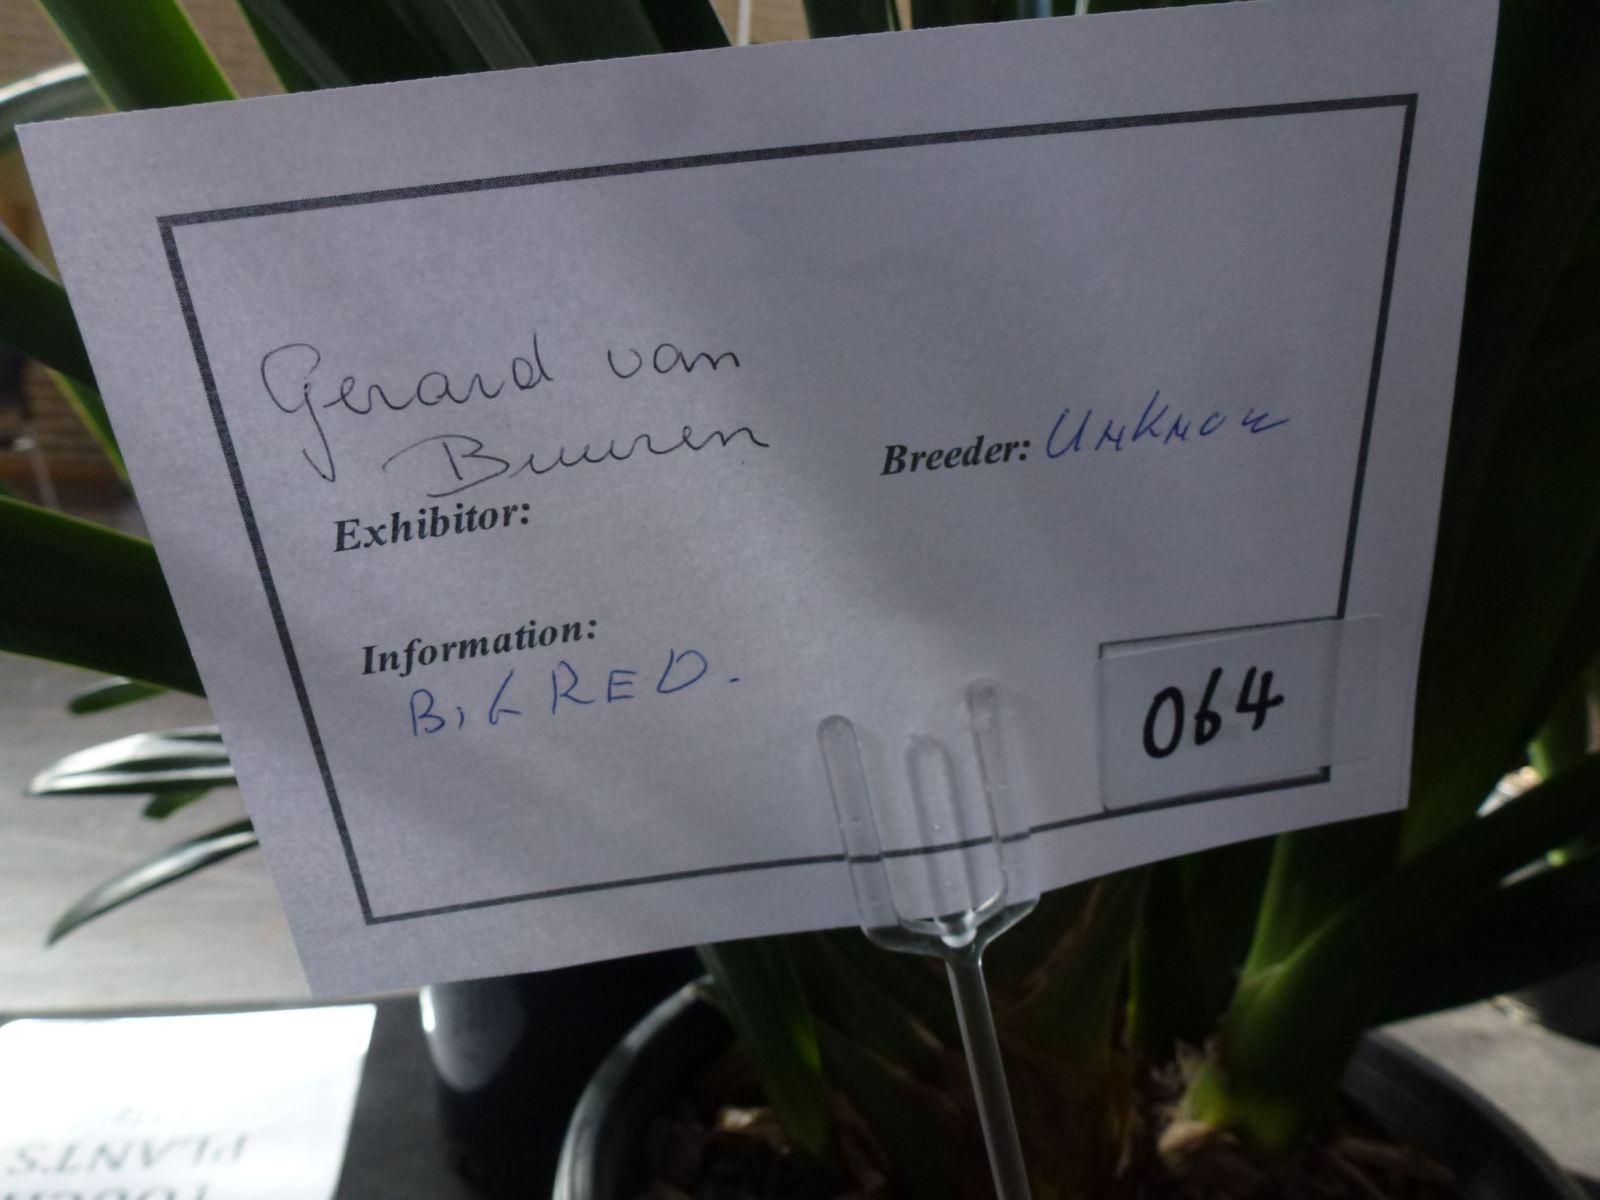 Gerard van
Buuren
Breeder: Unknow
Exhibitor:
Information:
BiG RED.
064
PLANTS